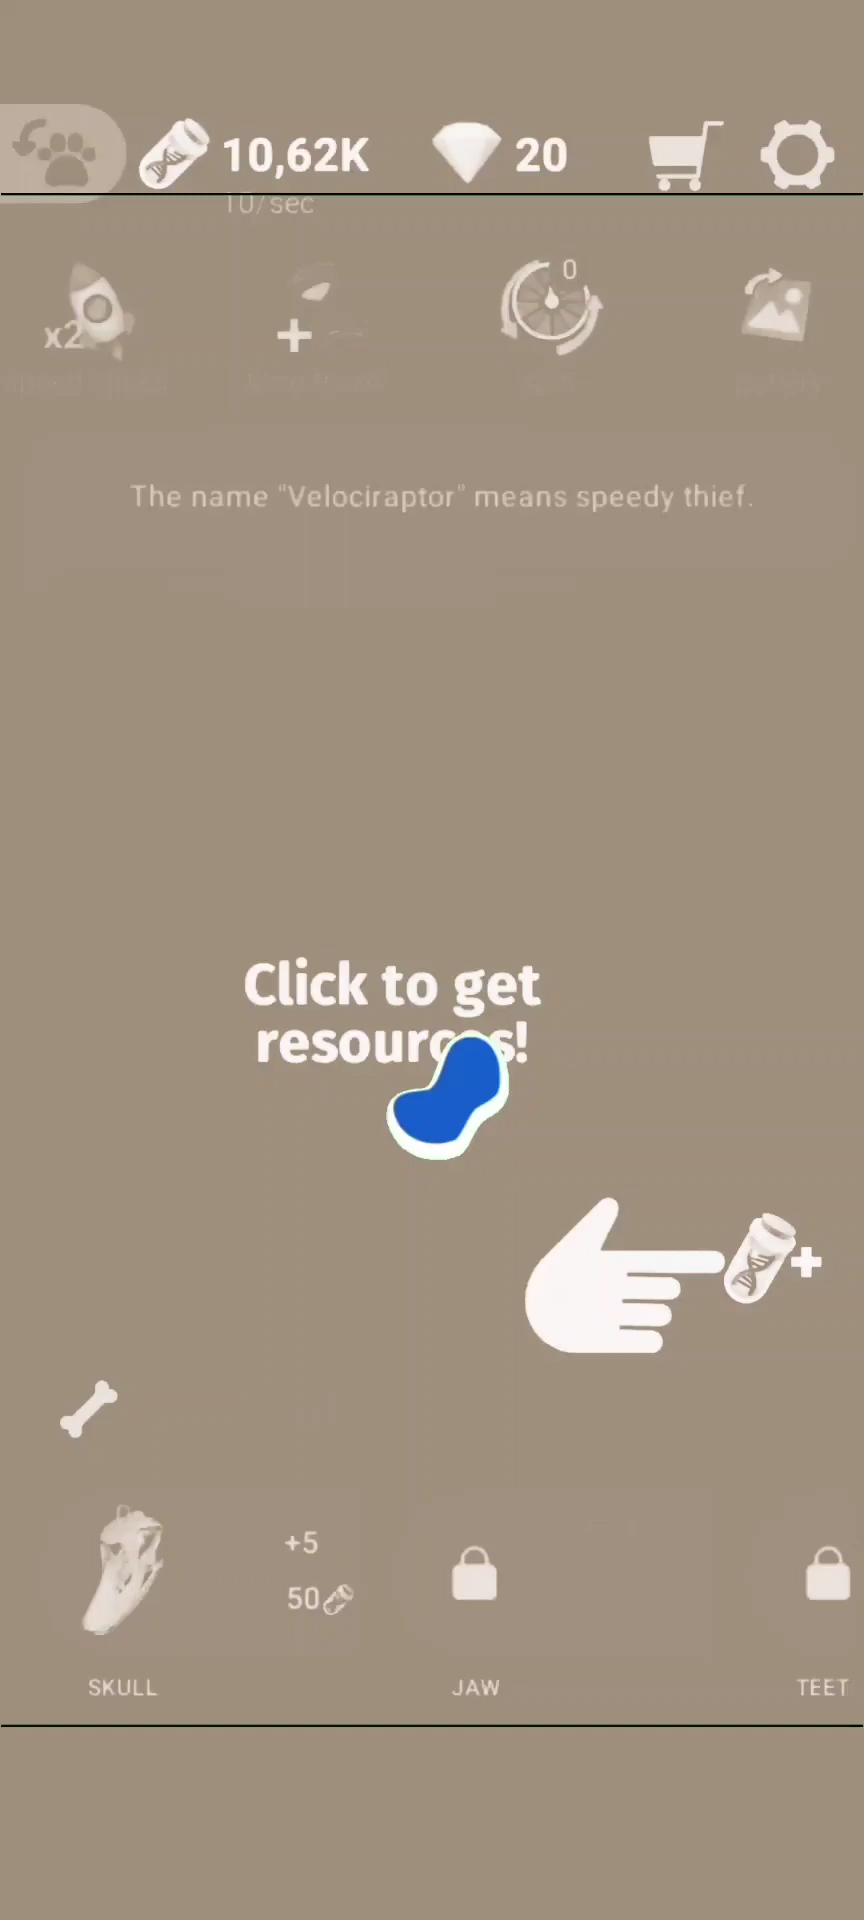 10,62K
20
10/sec
x2
+
0
The name "Velociraptor" means speedy thief.
Click to get
resources!
+
+5
50
SKULL
JAW
TEET